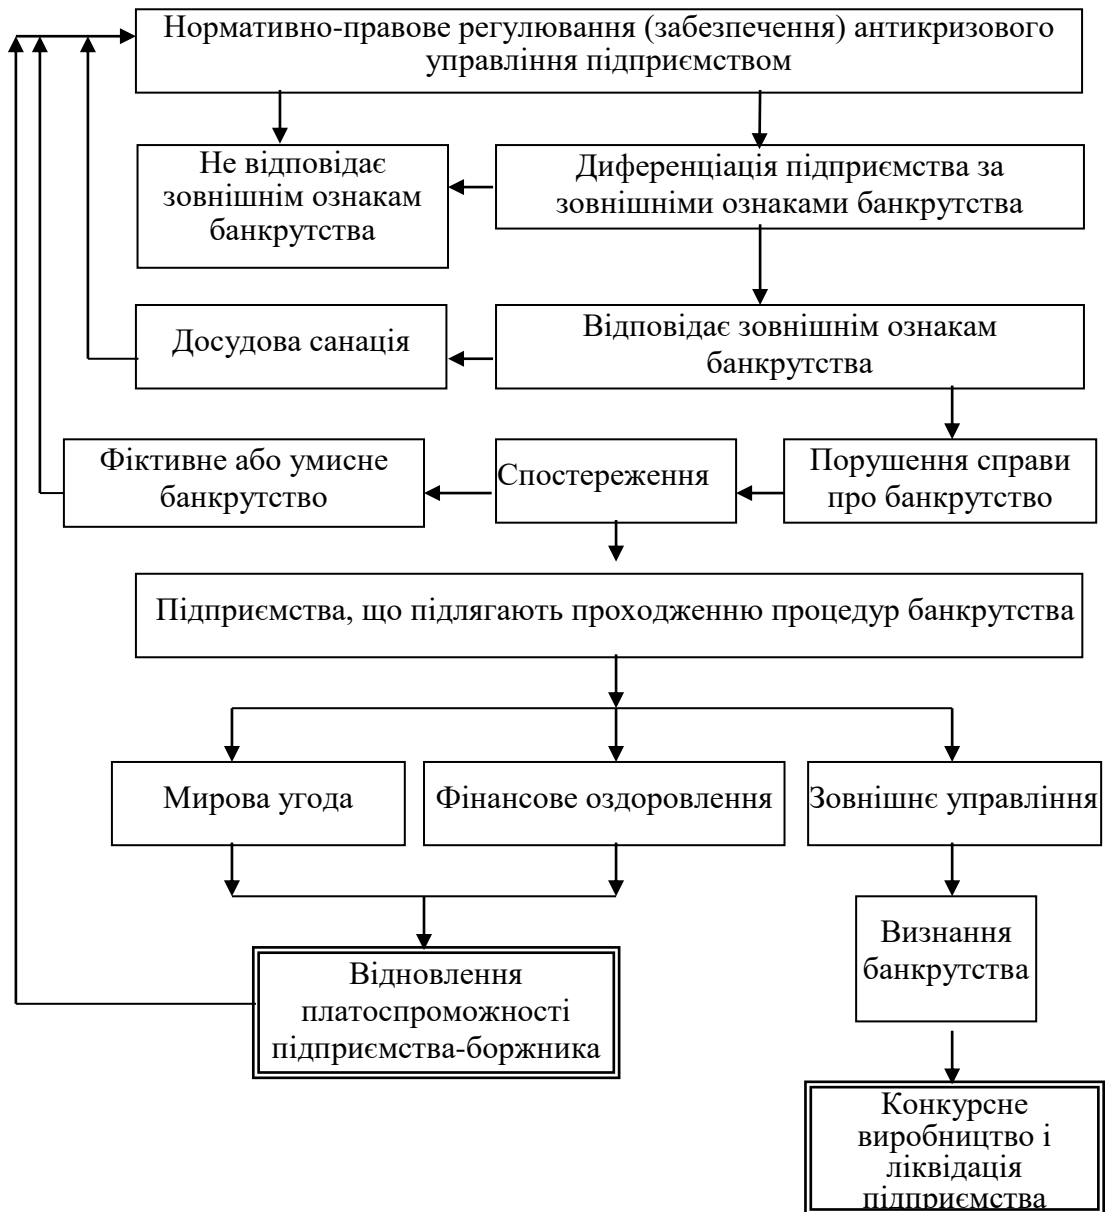 Нормативно-правове регулювання (забезпечення) антикризового
управління підприємством
Не відповідає
зовнішнім ознакам
банкрутства
Диференціація підприємства за
зовнішніми ознаками банкрутства
Досудова санація
Відповідає зовнішнім ознакам
банкрутства
Фіктивне або умисне
банкрутство
Спостереження
Порушення справи
про банкрутство
Підприємства, що підлягають проходженню процедур банкрутства
Мирова угода
Фінансове оздоровлення
Зовнішнє управління
Визнання
банкрутства
Відновлення
платоспроможності
підприємства-боржника
Конкурсне
виробництво і
ліквідація
підприємства